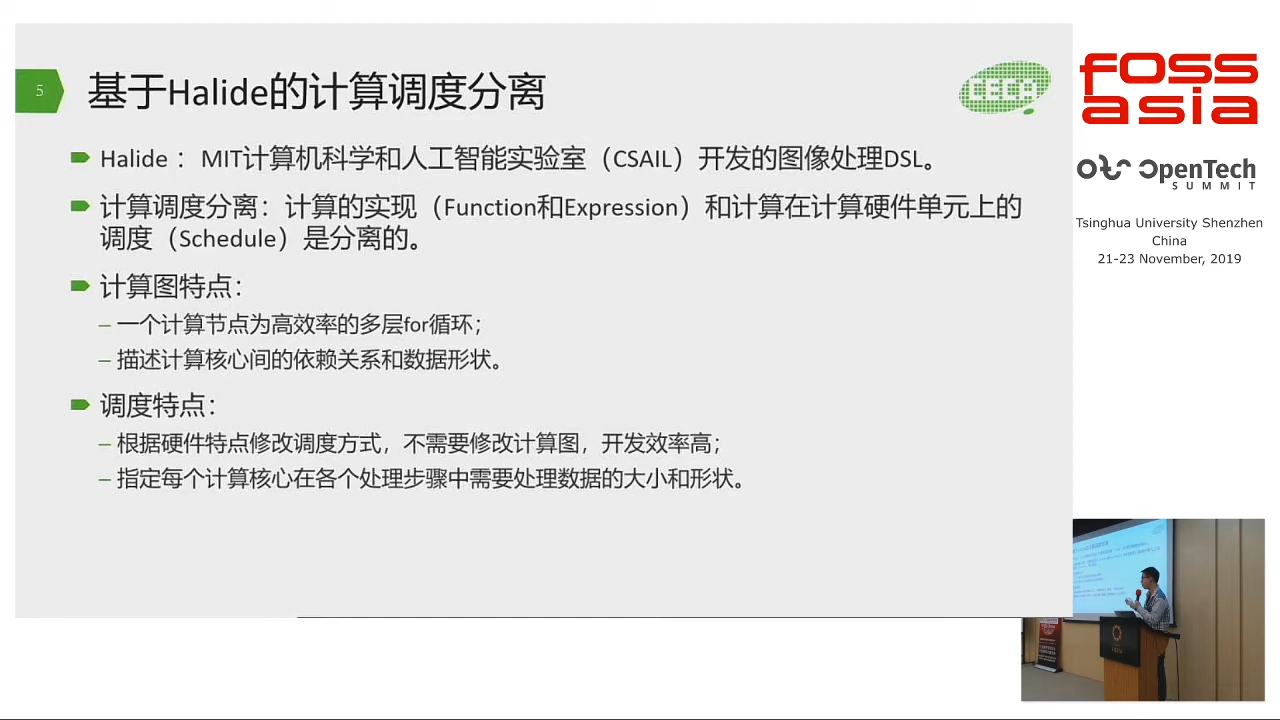 5
基于Halide的计算调度分离
Halide ：MIT计算机科学和人工智能实验室（CSAIL）开发的图像处理DSL。
计算调度分离：计算的实现（Function和Expression）和计算在计算硬件单元上的
调度（Schedule）是分离的。
计算图特点：
– 一个计算节点为高效率的多层for循环；
– 描述计算核心间的依赖关系和数据形状。
调度特点：
– 根据硬件特点修改调度方式，不需要修改计算图，开发效率高；
– 指定每个计算核心在各个处理步骤中需要处理数据的大小和形状。
FOSS
asia
ots OpenTech
SUMMIT
Tsinghua University Shenzhen
China
21-23 November, 2019